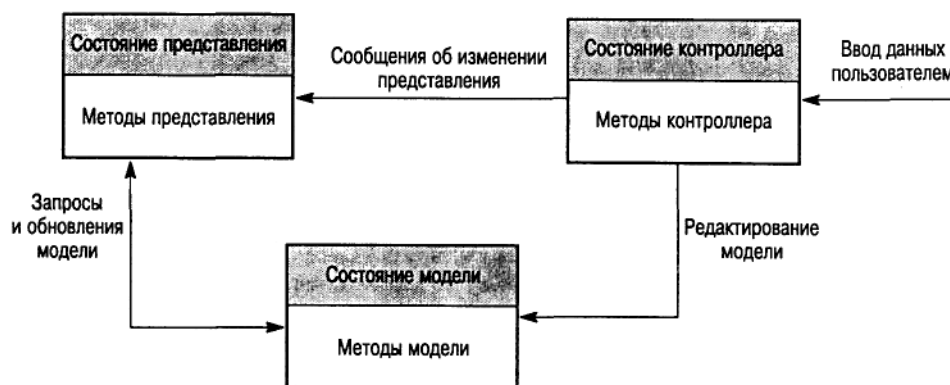 Состояние представления
Методы представления
Сообщения об изменении
представления
Состояние контроллера
Методы контроллера
Ввод данных
пользователем
Запросы
и обновления
модели
Редактирование
модели
Состояние модели
Методы модели